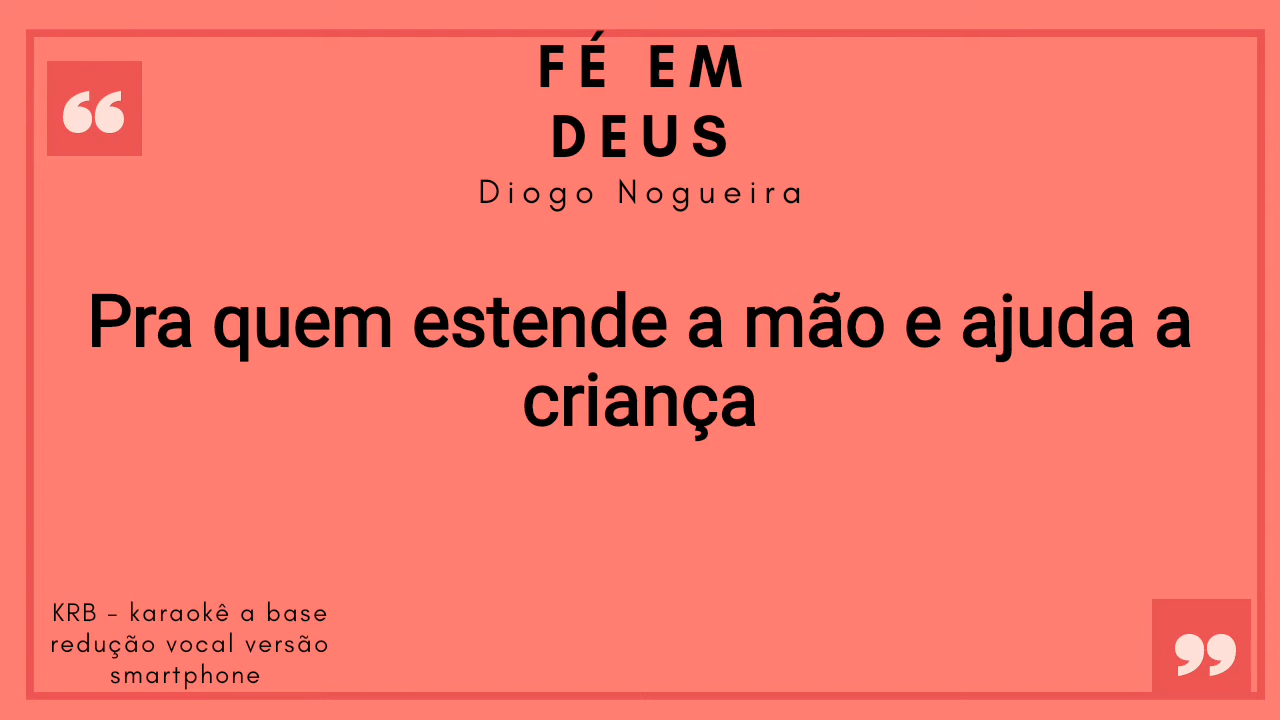 FÉ EM
DEUS
Diogo Nogueira
Pra quem estende a mão e ajuda a
criança
KRB - karaokê a base
redução vocal versão
smartphone